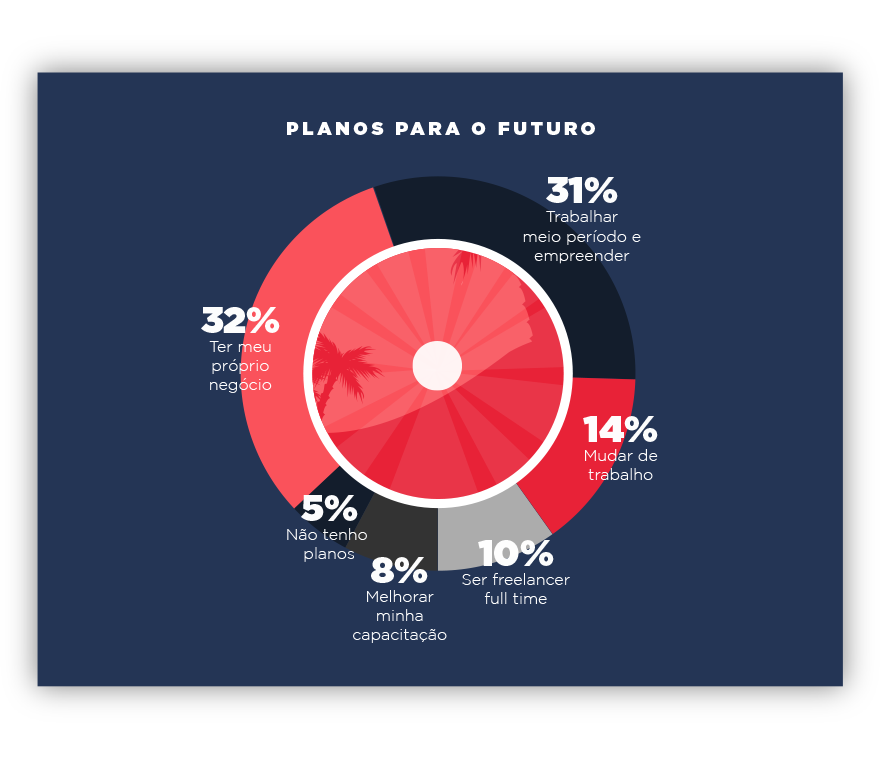 PLANOS PARA O FUTURO
31%
Trabalhar
meio período e
empreender
32%
Ter meu
próprio
negócio
14%
Mudar de
trabalho
5%
Não tenho
planos
10%
Ser freelancer
full time
8%
Melhorar
minha
capacitação